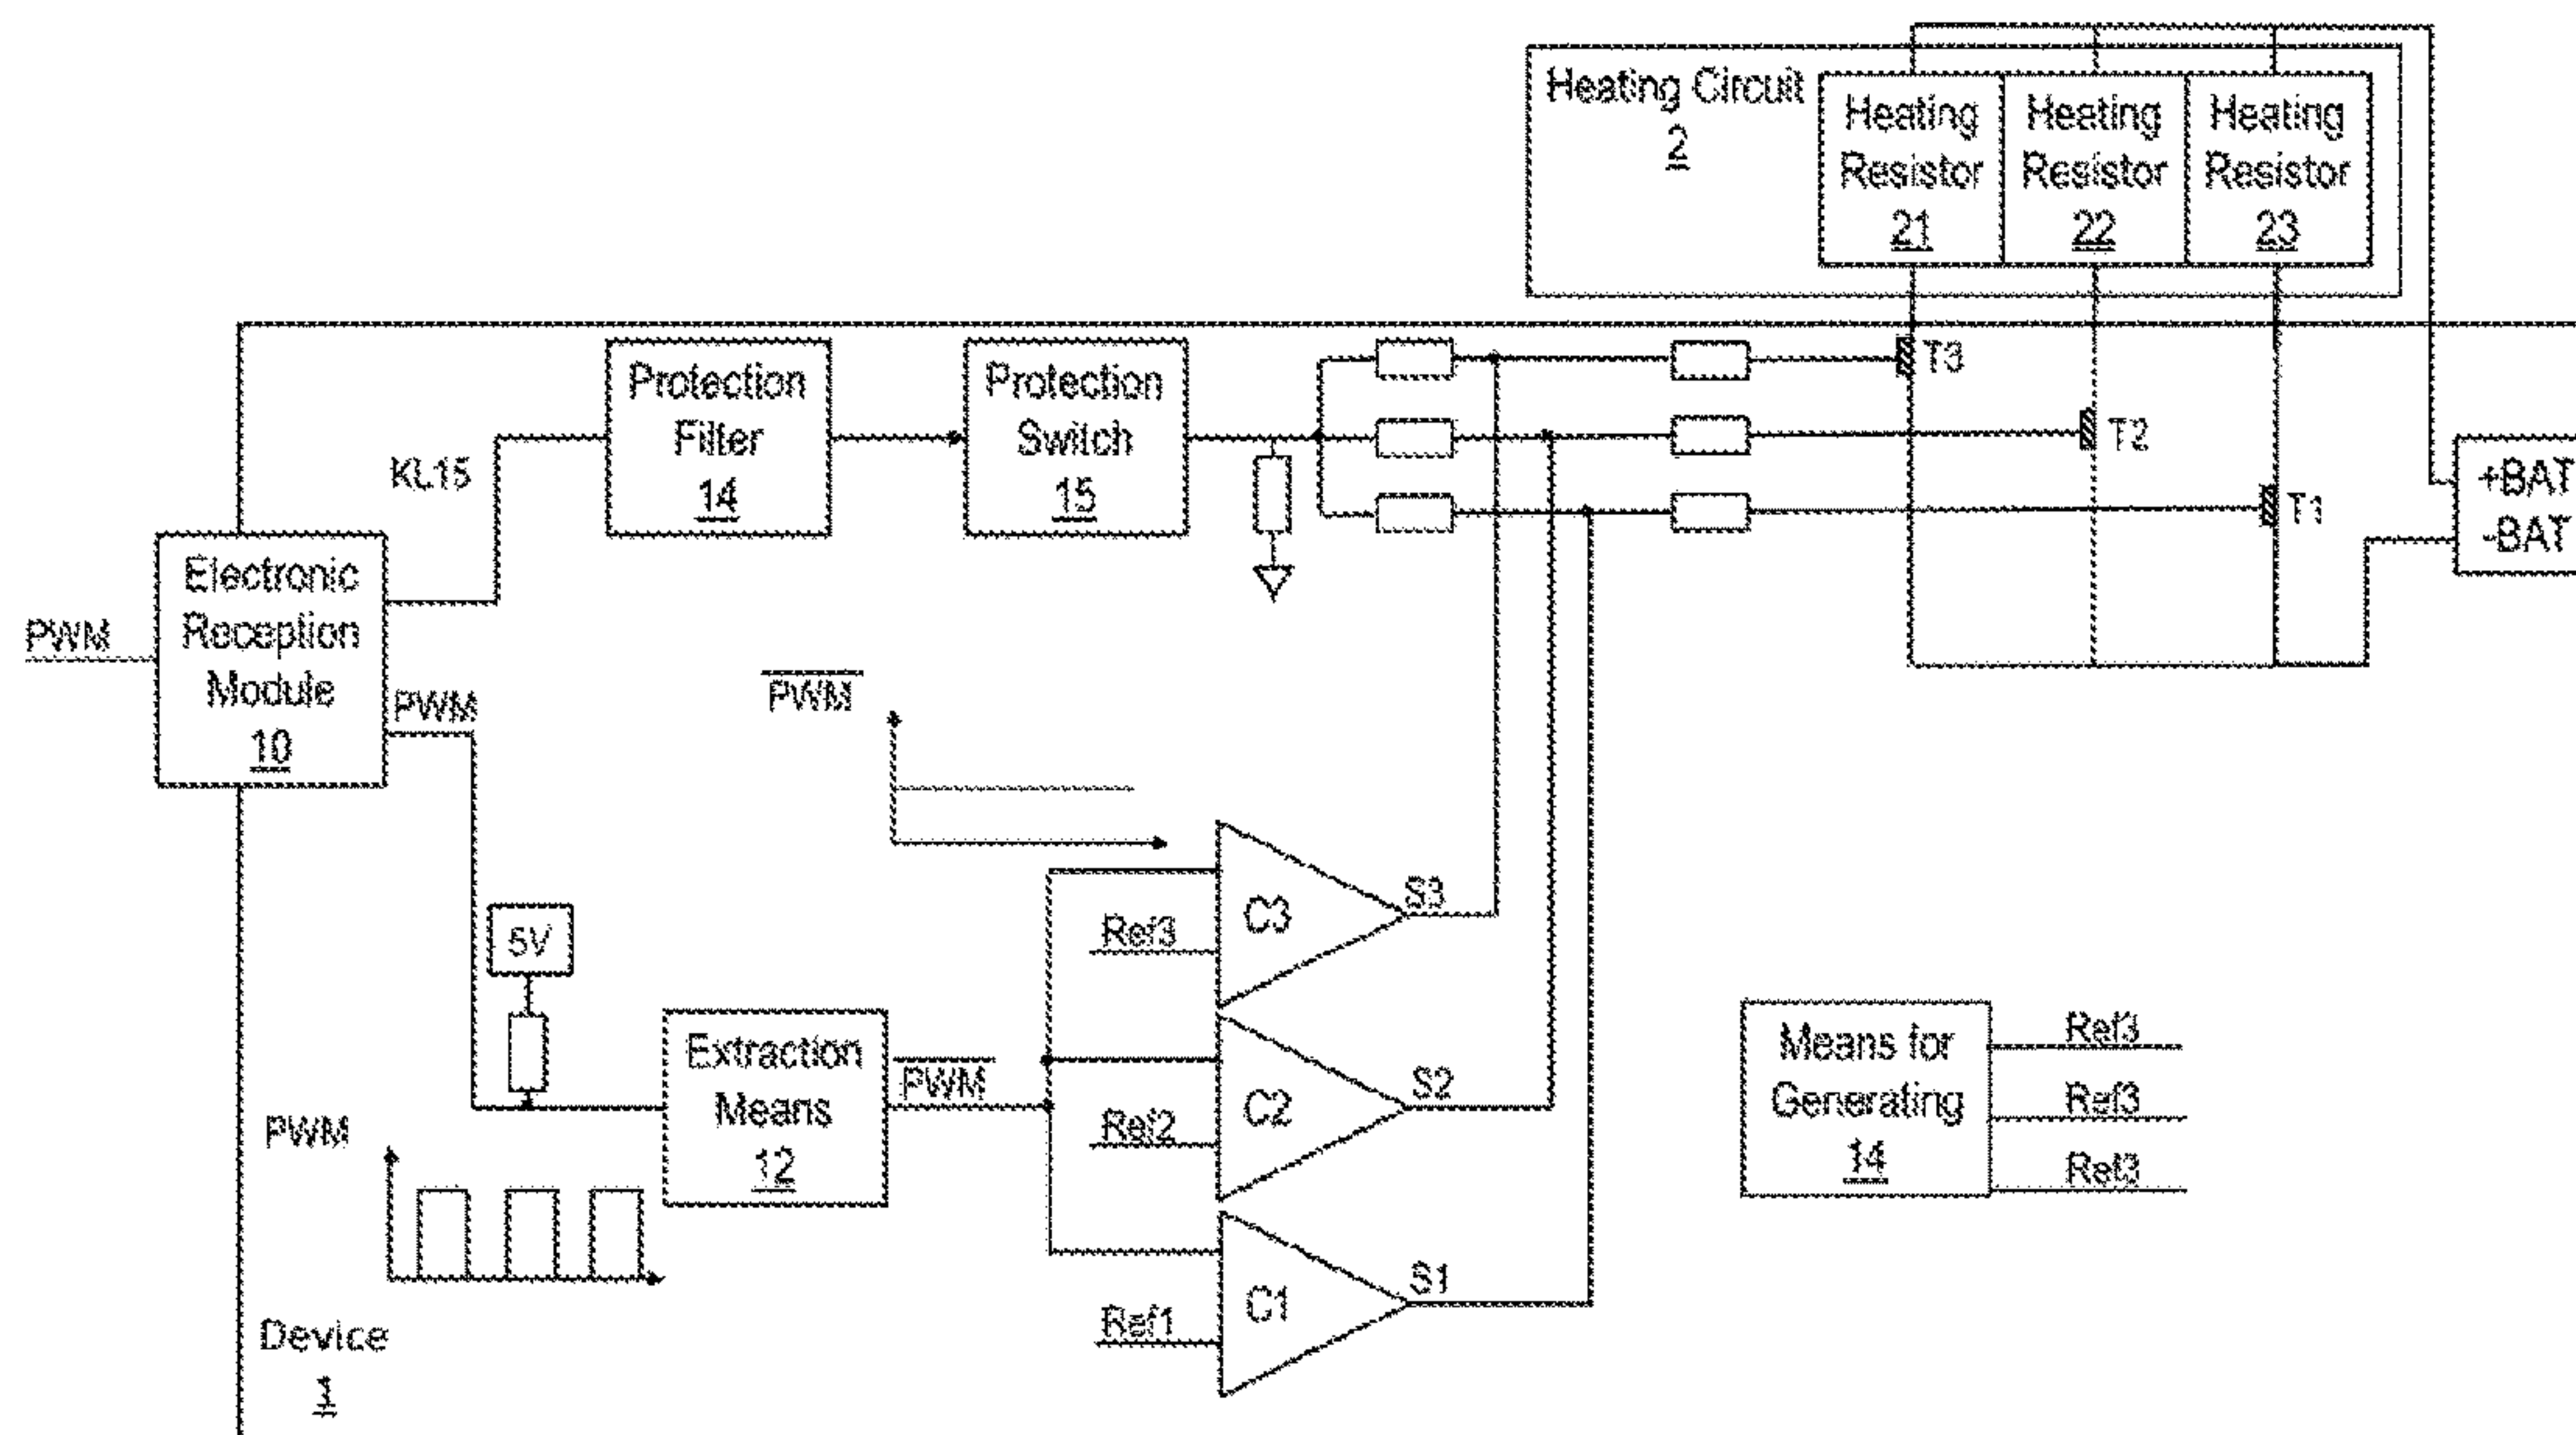 Heating Circuit
2
Heating
Resistor
21
Heating
Resistor
22
Heating
Resistor
23
Protection
Filter
14
Protection
Switch
15
T3
T2
T1
+BAT
-BAT
KL15
Electronic
Reception
Module
10
PWM
PWM
PWM
5V
C3
S3
Ref3
Extraction
Means
12
PWM
C2
S2
Ref2
Means for
Generating
14
Ref3
Ref3
Ref3
PWM
C1
S1
Ref1
Device
1